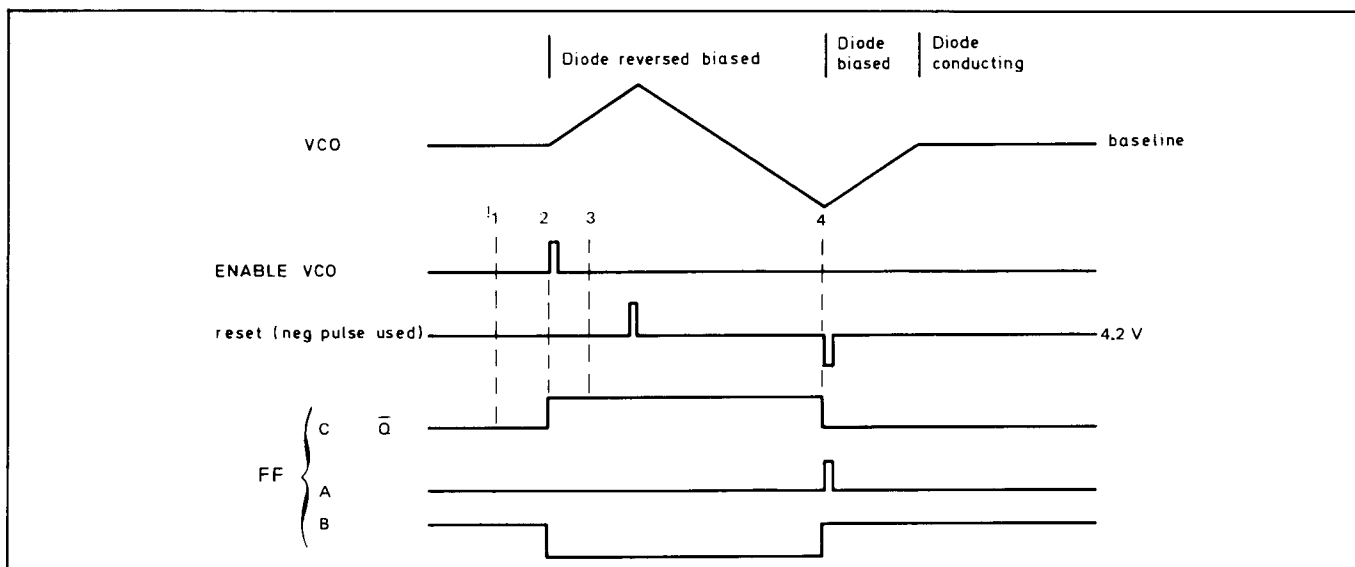 Diode reversed biased
Diode
biased
Diode
conducting
VCO
baseline
1 2 3 4
ENABLE VCO
reset (neg pulse used)
4.2 V
C Q̅
FF
A
B